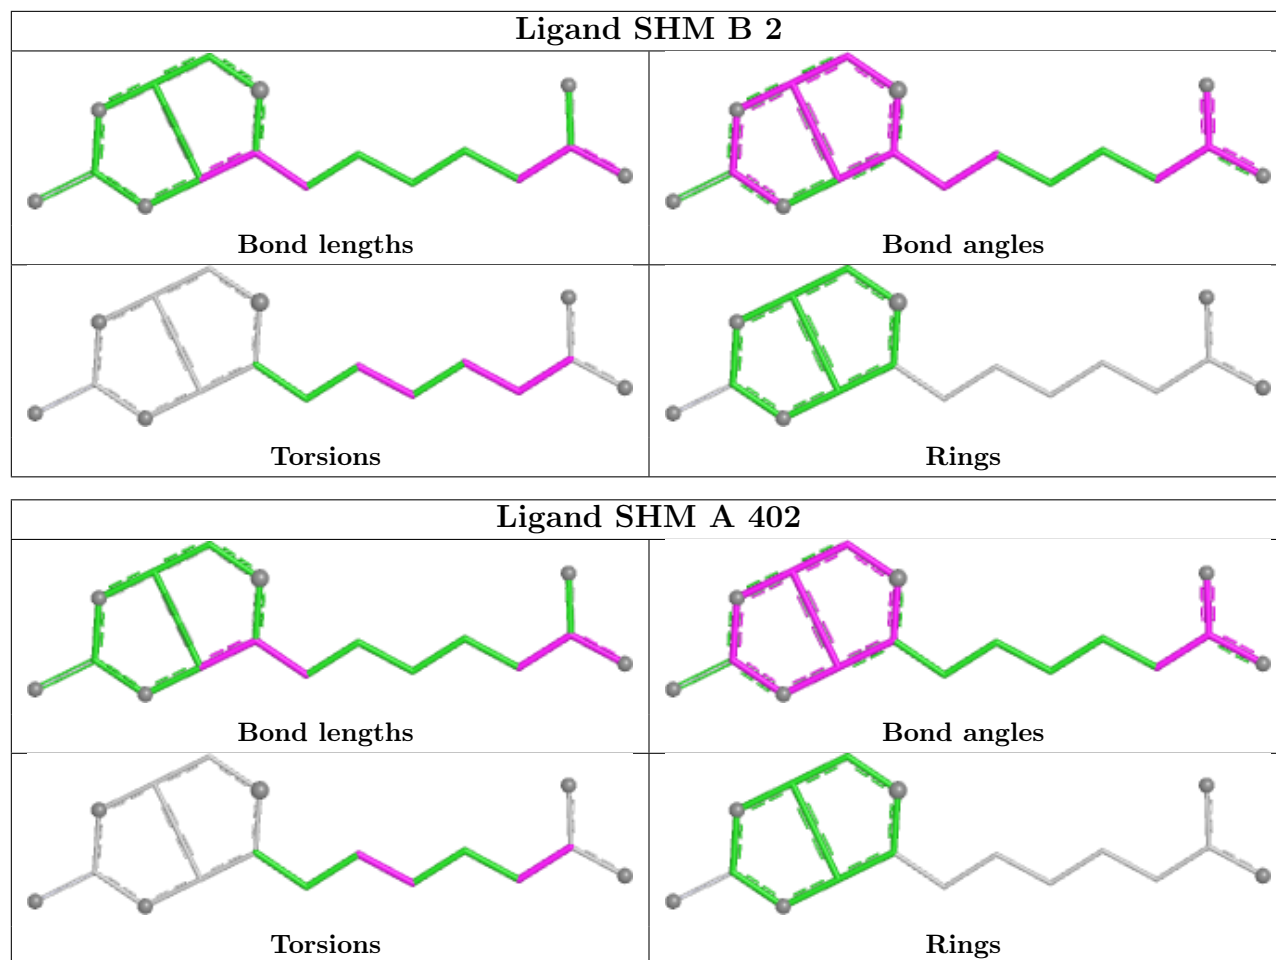 Ligand SHM B 2
Bond lengths
Bond angles
Torsions
Rings
Ligand SHM A 402
Bond lengths
Bond angles
Torsions
Rings